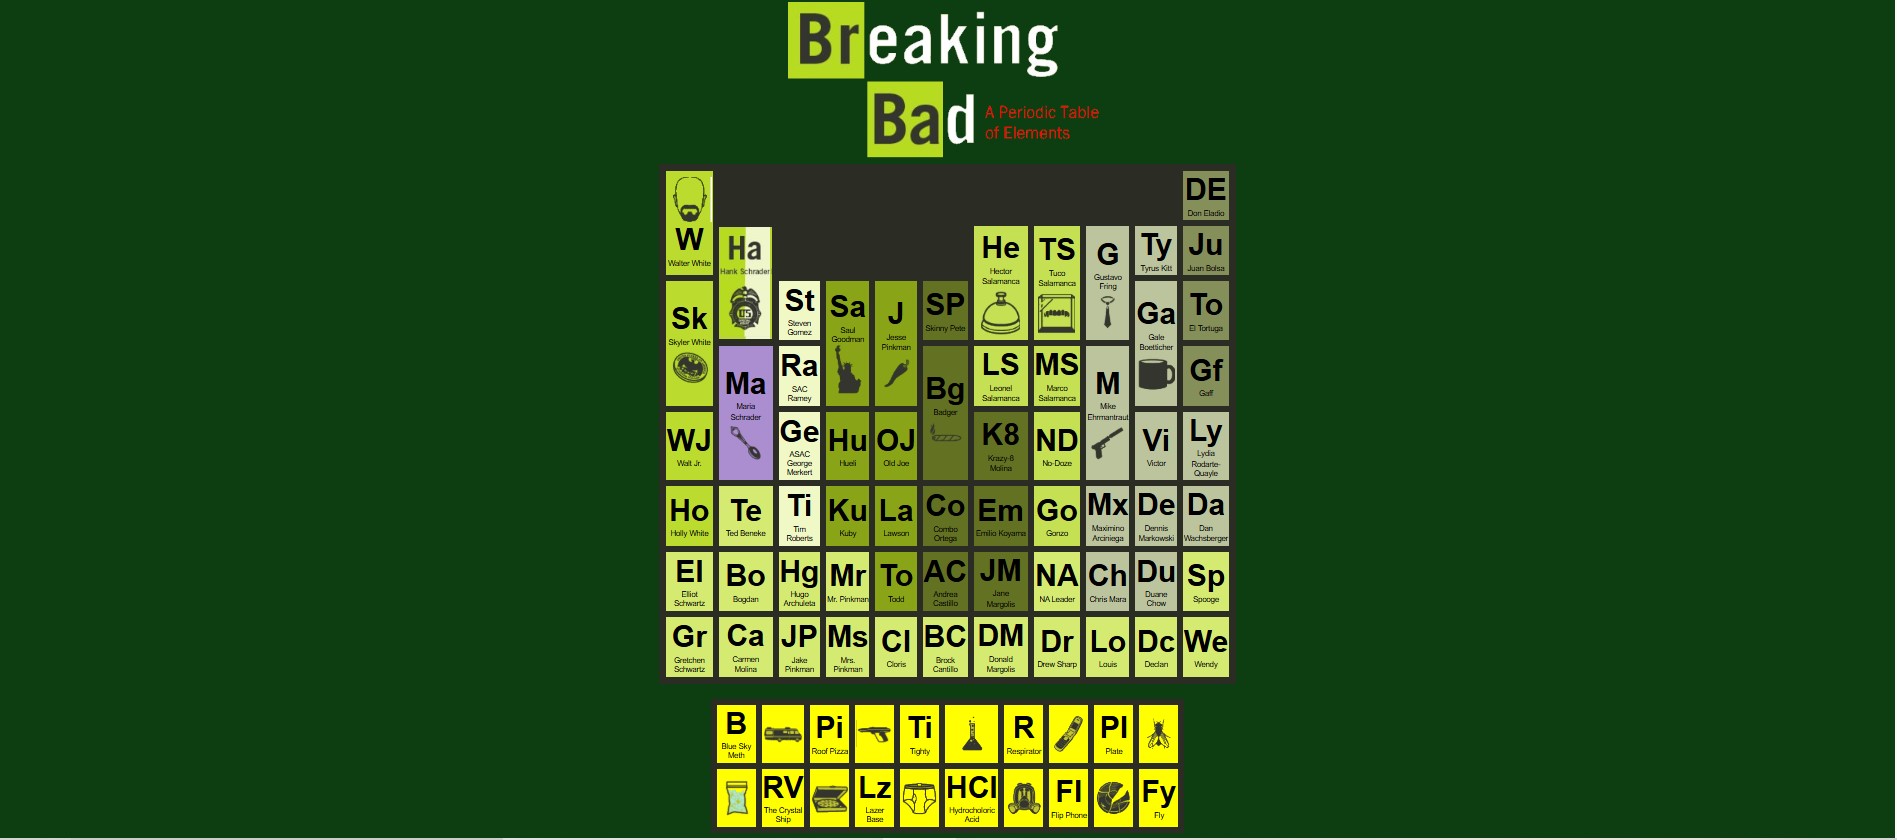 Breaking
Bad
A Periodic Table
of Elements
W
Walter White
DE
Don Eladio
Ha
Hank Schrader
He
Hector
Salamanca
TS
Tuco
Salamanca
G
Gustavo
Fring
Ty
Tyrus Kitt
Ju
Juan Bolsa
Sk
Skyler White
St
Steven
Gomez
Sa
Saul
Goodman
J
Jesse
Pinkman
SP
Skinny Pete
Ga
Gale
Boetticher
To
El Tortuga
Ma
Maria
Schrader
Ra
SAC
Ramey
Bg
Badger
LS
Leonel
Salamanca
MS
Marco
Salamanca
M
Mike
Ehrmantraut
Gf
Gaff
WJ
Walt Jr.
Ge
ASAC
George
Merkert
Hu
Huell
OJ
Old Joe
K8
Krazy-8
Molina
ND
No-Doze
Vi
Victor
Ly
Lydia
Rodarte-
Quayle
Ho
Holly White
Te
Ted Beneke
Ti
Tim
Roberts
Ku
Kuby
La
Lawson
Co
Combo
Ortega
Em
Emilio Koyama
Go
Gonzo
Mx
Maximino
Arciniega
De
Dennis
Markowski
Da
Dan
Wachsberger
El
Elliot
Schwartz
Bo
Bogdan
Hg
Hugo
Archuleta
Mr
Mr. Pinkman
To
Todd
AC
Andrea
Castillo
JM
Jane
Margolis
NA
NA Leader
Ch
Chris Mara
Du
Duane
Chow
Sp
Spooge
Gr
Gretchen
Schwartz
Ca
Carmen
Molina
JP
Jake
Pinkman
Ms
Mrs.
Pinkman
Cl
Cloris
BC
Brock
Cantillo
DM
Donald
Margolis
Dr
Drew Sharp
Lo
Louis
Dc
Declan
We
Wendy
B
Blue Sky
Meth
Pi
Roof Pizza
Ti
Tighty
R
Respirator
Pl
Plate
RV
The Crystal
Ship
Lz
Lazer
Base
HCl
Hydrocholoric
Acid
Fl
Flip Phone
Fy
Fly